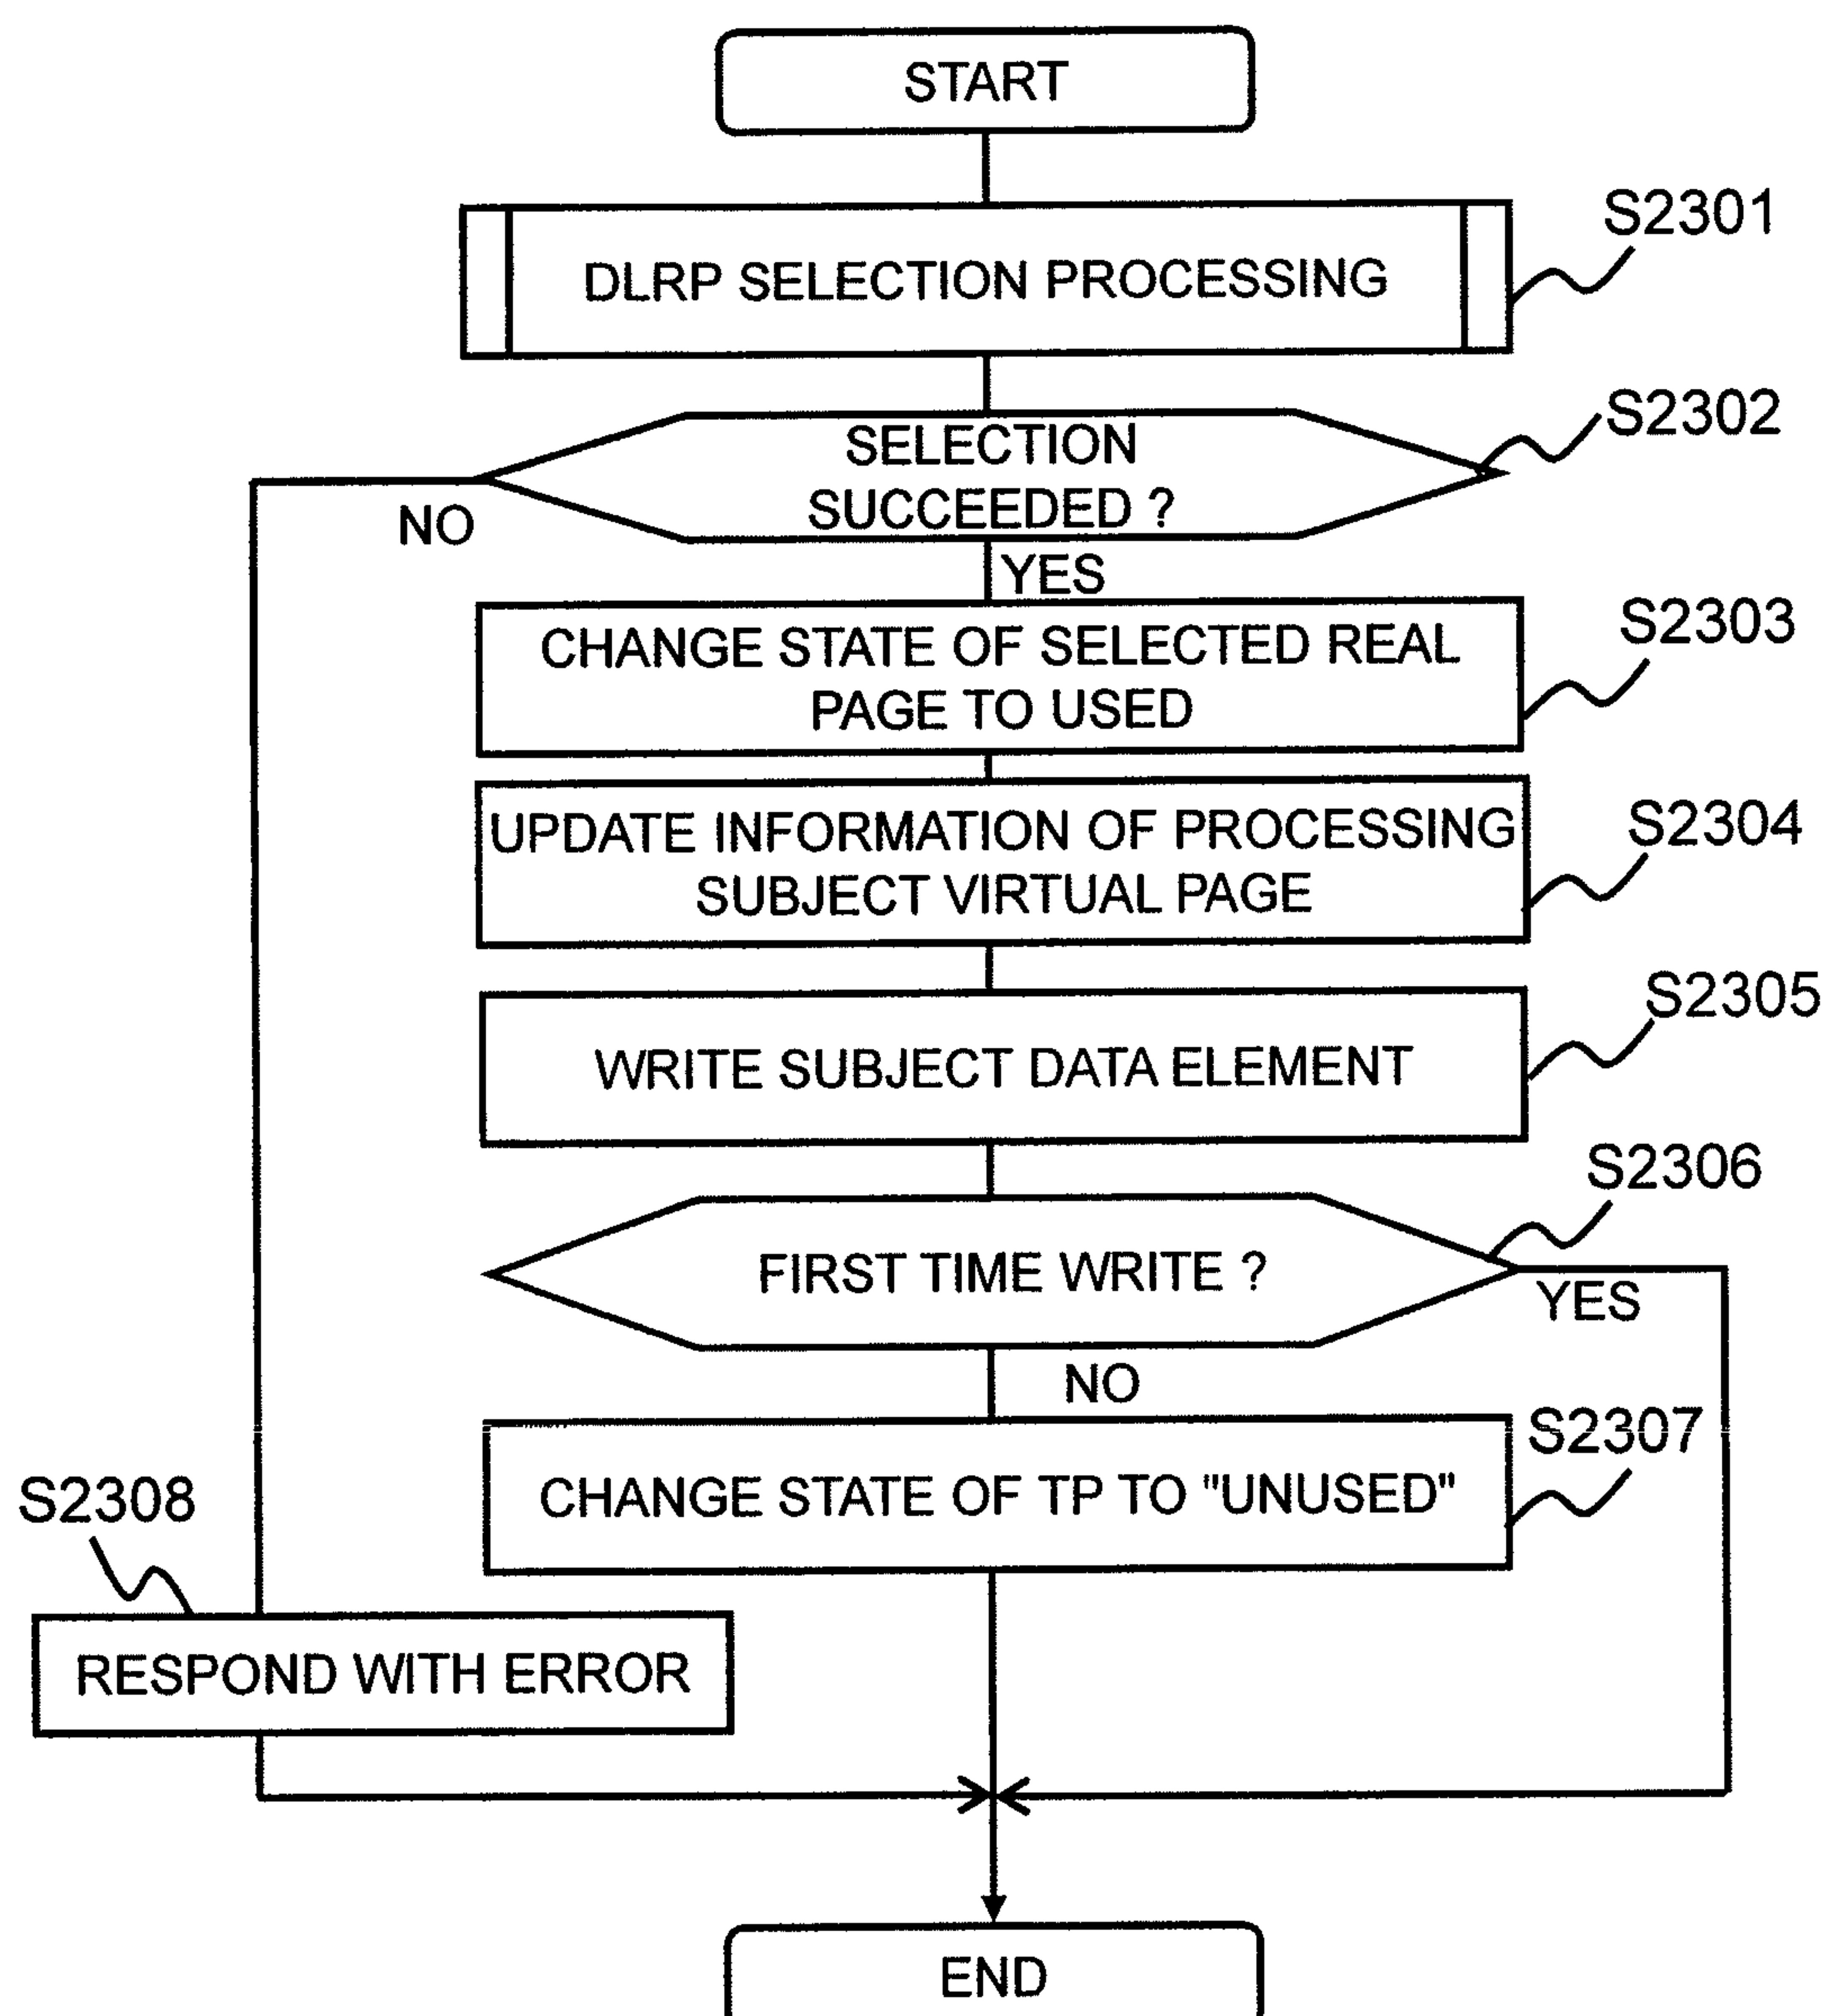 START
S2301
DLRP SELECTION PROCESSING
S2302
SELECTION
SUCCEEDED ?
NO
YES
S2303
CHANGE STATE OF SELECTED REAL
PAGE TO USED
S2304
UPDATE INFORMATION OF PROCESSING
SUBJECT VIRTUAL PAGE
S2305
WRITE SUBJECT DATA ELEMENT
S2306
FIRST TIME WRITE ?
YES
NO
S2307
CHANGE STATE OF TP TO "UNUSED"
S2308
RESPOND WITH ERROR
END